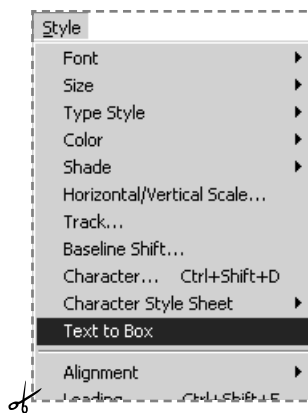 Style
Font
Size
Type Style
Color
Shade
Horizontal/Vertical Scale...
Track...
Baseline Shift...
Character... Ctrl+Shift+D
Character Style Sheet
Text to Box
Alignment